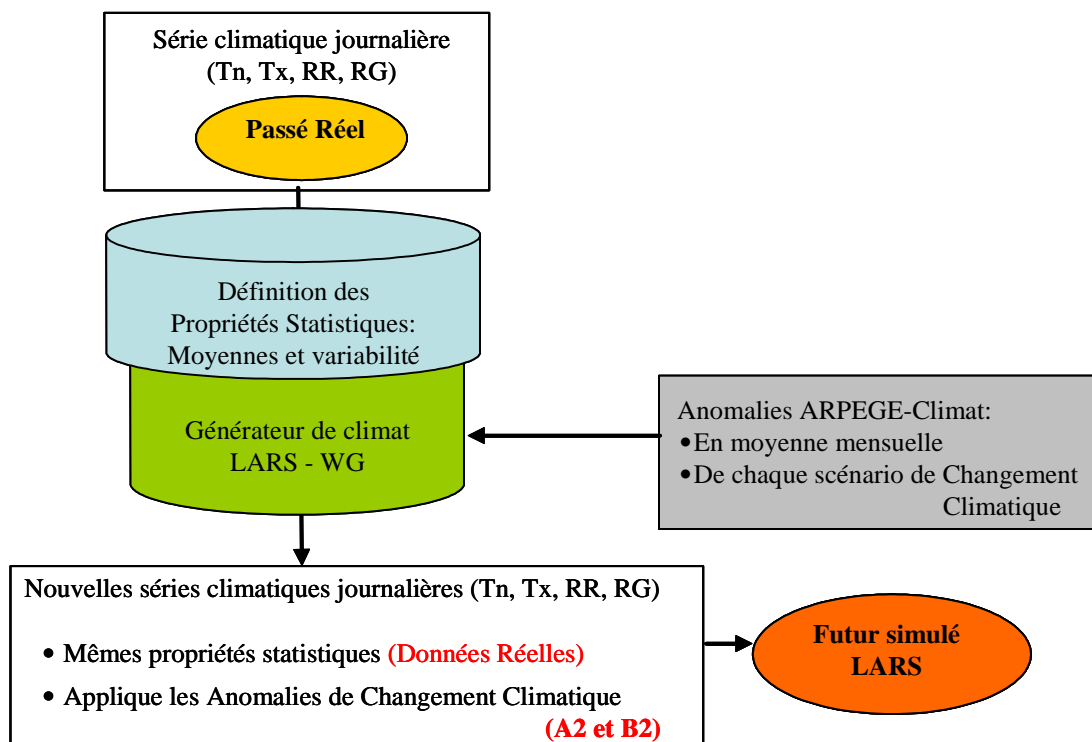 Série climatique journalière
(Tn, Tx, RR, RG)
Passé Réel
Définition des
Propriétés Statistiques:
Moyennes et variabilité
Générateur de climat
LARS - WG
Anomalies ARPEGE-Climat:
•En moyenne mensuelle
•De chaque scénario de Changement
Climatique
Nouvelles séries climatiques journalières (Tn, Tx, RR, RG)
• Mêmes propriétés statistiques (Données Réelles)
• Applique les Anomalies de Changement Climatique
(A2 et B2)
Futur simulé
LARS